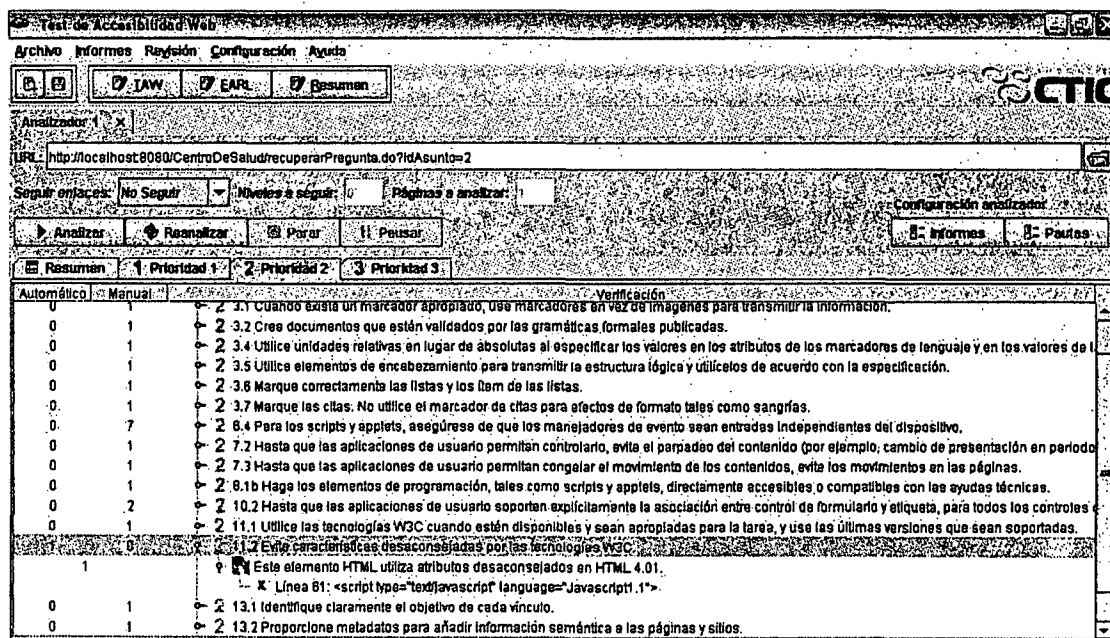 Test de Accesibilidad Web
Archivo Informes Revisión Configuración Ayuda
TAW EARL Resumen
CTIC
Analizador 1 x
URL: http://localhost:8080/CentroDeSalud/recuperarPregunta.do?idAsunto=2
Seguir enlaces: No Seguir Niveles a seguir: 0 Páginas a analizar: 1
Configuración analizador
Analizar Reanalizar Parar Pausar Informes Pautas
Resumen 1 Prioridad 1 2 Prioridad 2 3 Prioridad 3
Automático Manual Verificación
0 1 2 3.1 Cuando exista un marcador apropiado, use marcadores en vez de imágenes para transmitir la información.
0 1 2 3.2 Cree documentos que estén validados por las gramáticas formales publicadas.
0 1 2 3.4 Utilice unidades relativas en lugar de absolutas al especificar los valores en los atributos de los marcadores de lenguaje y en los valores de l
0 1 2 3.5 Utilice elementos de encabezamiento para transmitir la estructura lógica y utilícelos de acuerdo con la especificación.
0 1 2 3.6 Marque correctamente las listas y los ítem de las listas.
0 1 2 3.7 Marque las citas. No utilice el marcador de citas para efectos de formato tales como sangrías.
0 7 2 6.4 Para los scripts y applets, asegúrese de que los manejadores de evento sean entradas independientes del dispositivo.
0 1 2 7.2 Hasta que las aplicaciones de usuario permitan controlarlo, evite el parpadeo del contenido (por ejemplo, cambio de presentación en periodo
0 1 2 7.3 Hasta que las aplicaciones de usuario permitan congelar el movimiento de los contenidos, evite los movimientos en las páginas.
0 1 2 8.1b Haga los elementos de programación, tales como scripts y applets, directamente accesibles o compatibles con las ayudas técnicas.
0 2 2 10.2 Hasta que las aplicaciones de usuario soporten explícitamente la asociación entre control de formulario y etiqueta, para todos los controles
0 1 2 11.1 Utilice las tecnologías W3C cuando estén disponibles y sean apropiadas para la tarea, y use las últimas versiones que sean soportadas.
1 0 2 11.2 Evite características desaconsejadas por las tecnologías W3C.
1 Este elemento HTML utiliza atributos desaconsejados en HTML 4.01.
X Línea 61: <script type="text/javascript" language="Javascript1.1">
0 1 2 13.1 Identifique claramente el objetivo de cada vínculo.
0 1 2 13.2 Proporcione metadatos para añadir información semántica a las páginas y sitios.